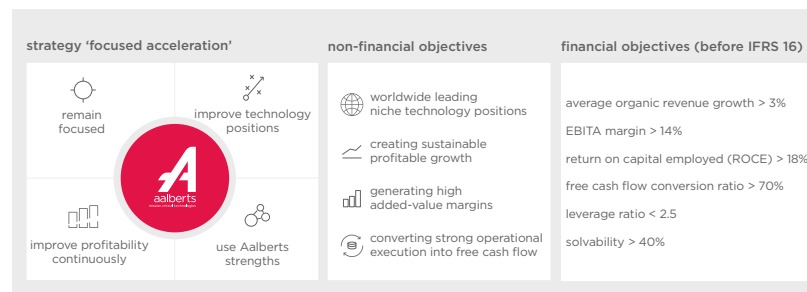 strategy ‘focused acceleration’
remain
focused
improve technology
positions
aalberts
improve profitability
continuously
use Aalberts
strengths
non-financial objectives
worldwide leading
niche technology positions
creating sustainable
profitable growth
generating high
added-value margins
converting strong operational
execution into free cash flow
financial objectives (before IFRS 16)
average organic revenue growth > 3%
EBITA margin > 14%
return on capital employed (ROCE) > 18%
free cash flow conversion ratio > 70%
leverage ratio < 2.5
solvability > 40%